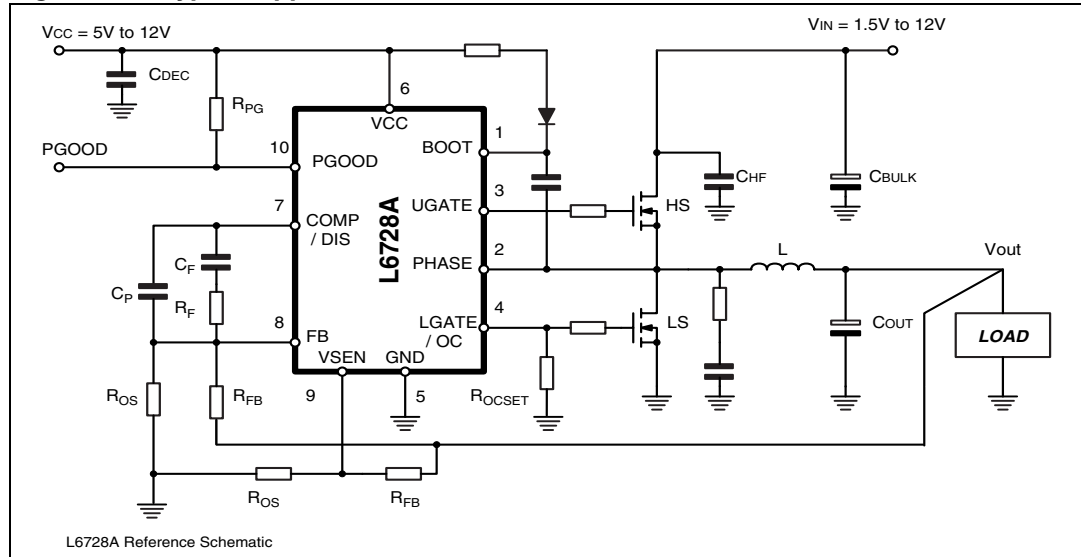 VCC = 5V to 12V
VIN = 1.5V to 12V
CDEC
6
RPG
VCC
1
BOOT
PGOOD
10
PGOOD
3
CHF
CBULK
UGATE
HS
7
COMP
/ DIS
L6728A
2
PHASE
L
Vout
CF
CP
RF
4
LGATE
/ OC
LS
COUT
LOAD
8
FB
VSEN
GND
ROS
RFB
9
5
ROCSET
ROS
RFB
L6728A Reference Schematic